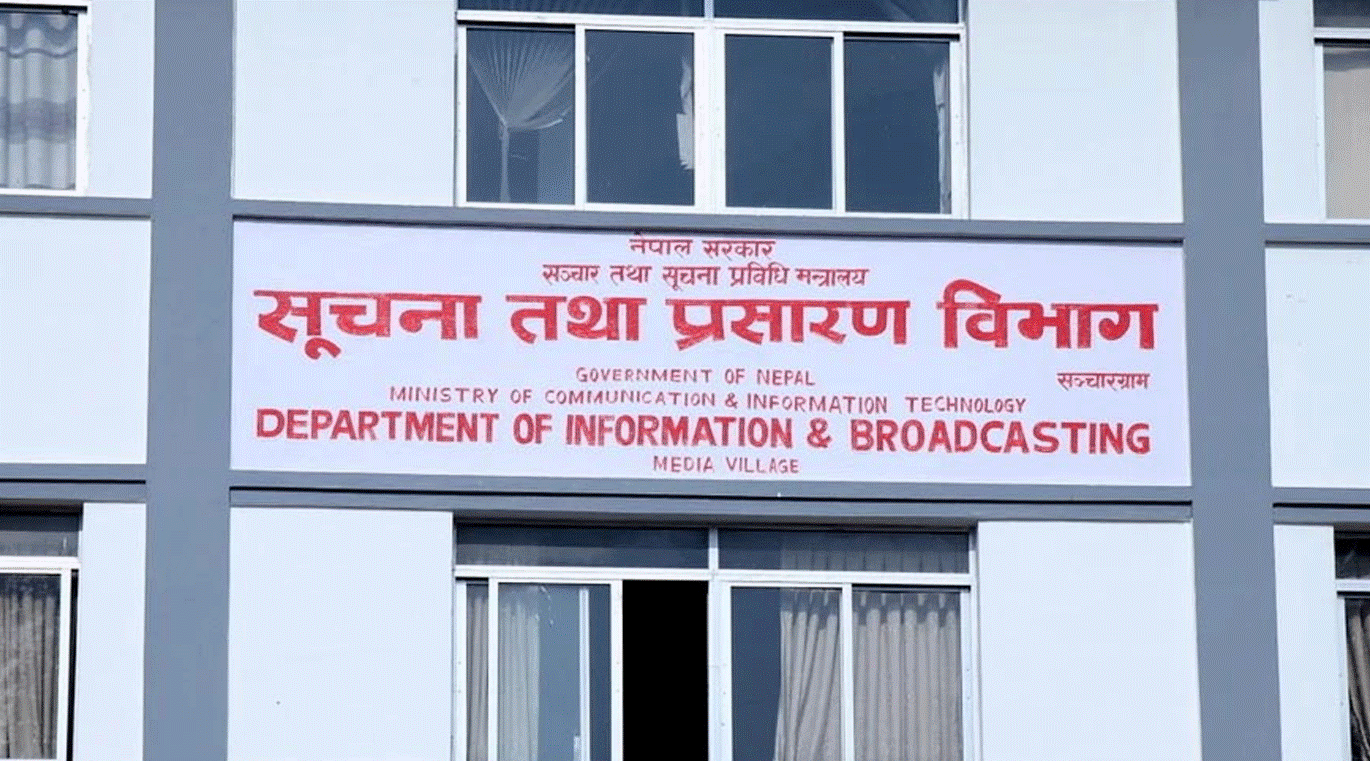 नेपाल सरकार
सञ्चार तथा सूचना प्रविधि मन्त्रालय
सूचना तथा प्रसारण विभाग
सञ्चारग्राम
GOVERNMENT OF NEPAL
MINISTRY OF COMMUNICATION & INFORMATION TECHNOLOGY
DEPARTMENT OF INFORMATION & BROADCASTING
MEDIA VILLAGE